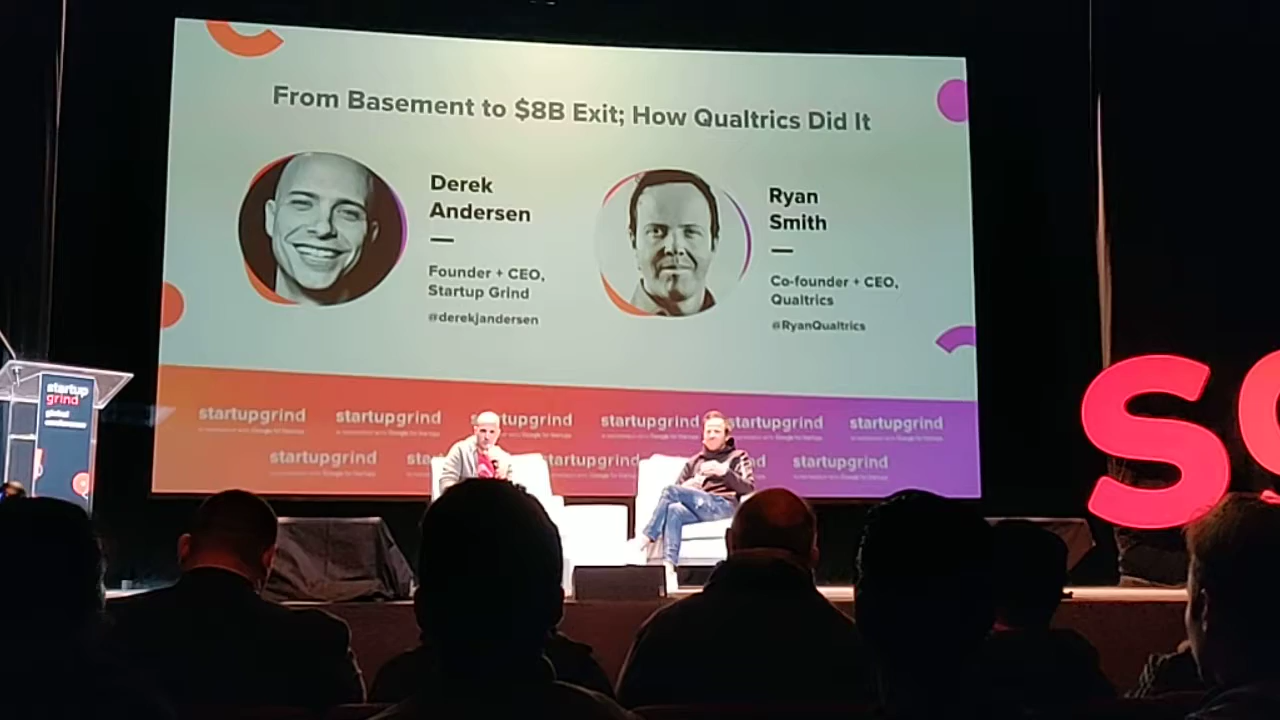 From Basement to $8B Exit; How Qualtrics Did It
Derek
Andersen
Founder + CEO,
Startup Grind
@derekjandersen
Ryan
Smith
Co-founder + CEO,
Qualtrics
@RyanQualtrics
startup
grind
global
startupgrind startupgrind startupgrind startupgrind startupgrind startupgrind
startupgrind startupgrind startupgrind
S